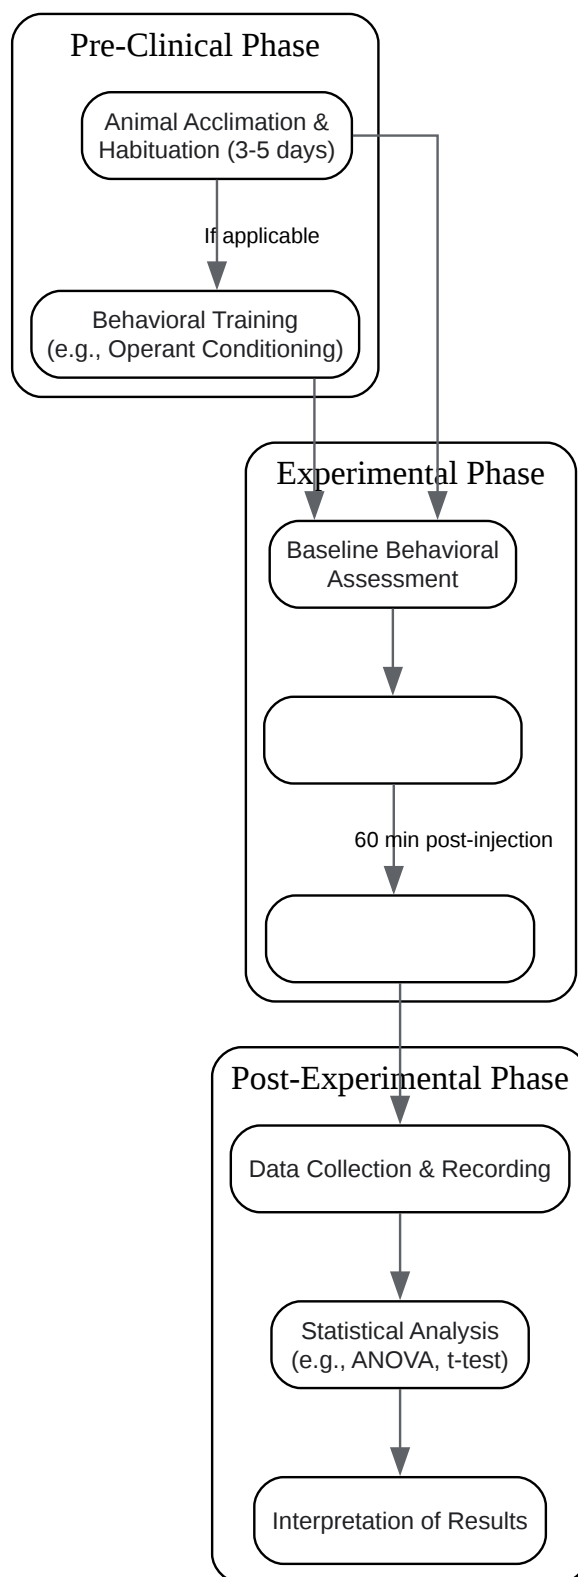 Pre-Clinical Phase
Animal Acclimation &
Habituation (3-5 days)
If applicable
Behavioral Training
(e.g., Operant Conditioning)
Experimental Phase
Baseline Behavioral
Assessment
60 min post-injection
Post-Experimental Phase
Data Collection & Recording
Statistical Analysis
(e.g., ANOVA, t-test)
Interpretation of Results